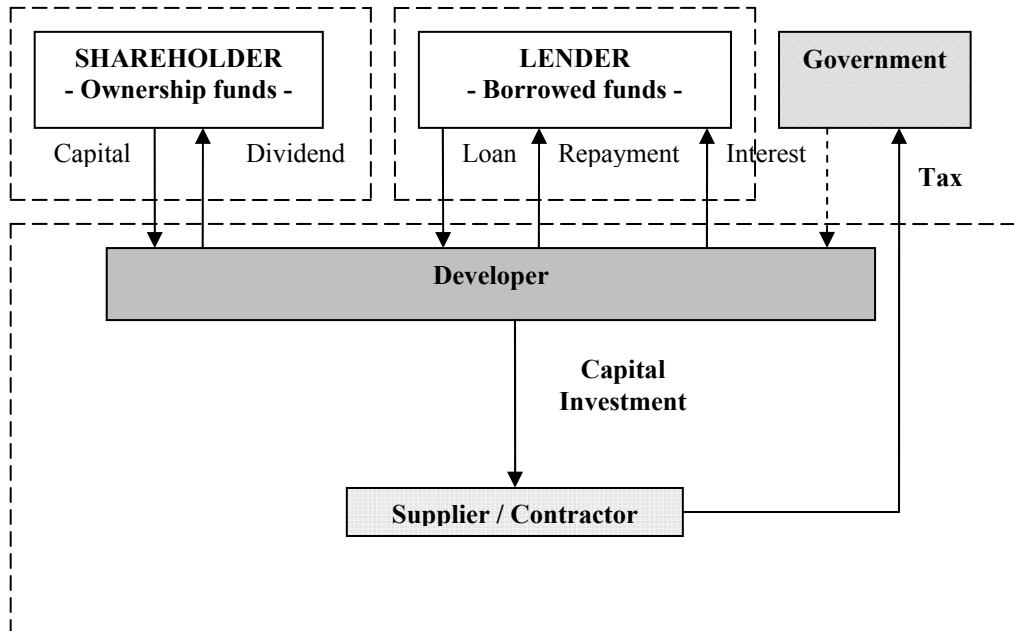 SHAREHOLDER
- Ownership funds -
LENDER
- Borrowed funds -
Government
Capital
Dividend
Loan
Repayment
Interest
Tax
Developer
Capital
Investment
Supplier / Contractor